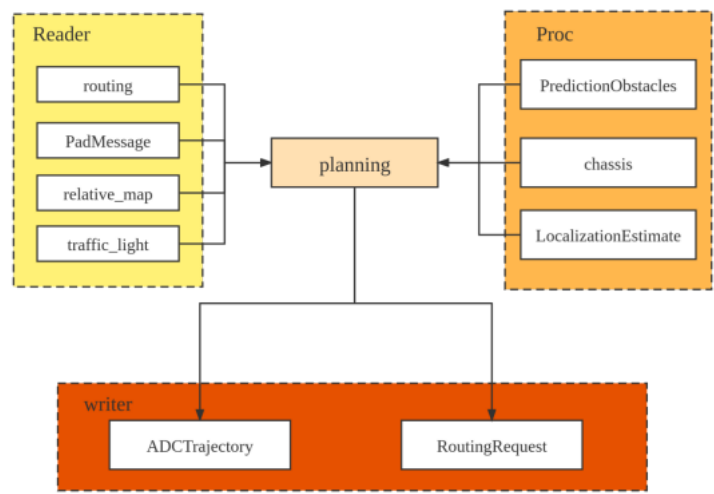 Reader
routing
PadMessage
relative_map
traffic_light
planning
Proc
PredictionObstacles
chassis
LocalizationEstimate
writer
ADCTrajectory
RoutingRequest